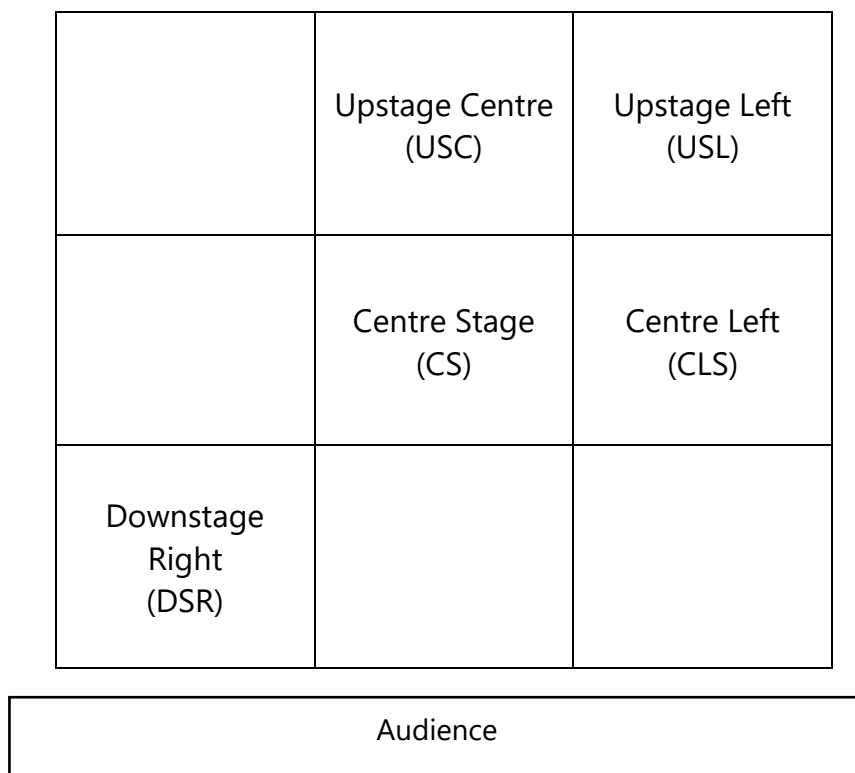 Upstage Centre
(USC)
Upstage Left
(USL)
Centre Stage
(CS)
Centre Left
(CLS)
Downstage
Right
(DSR)
Audience